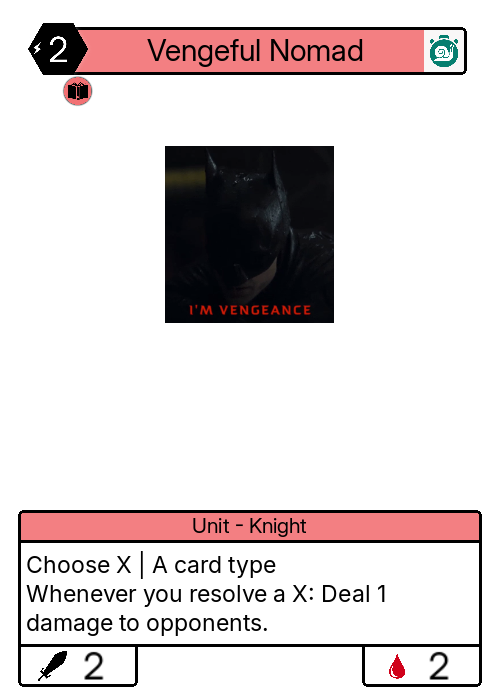 2 Vengeful Nomad
I'M VENGEANCE
Unit - Knight
Choose X | A card type
Whenever you resolve a X: Deal 1
damage to opponents.
2 2